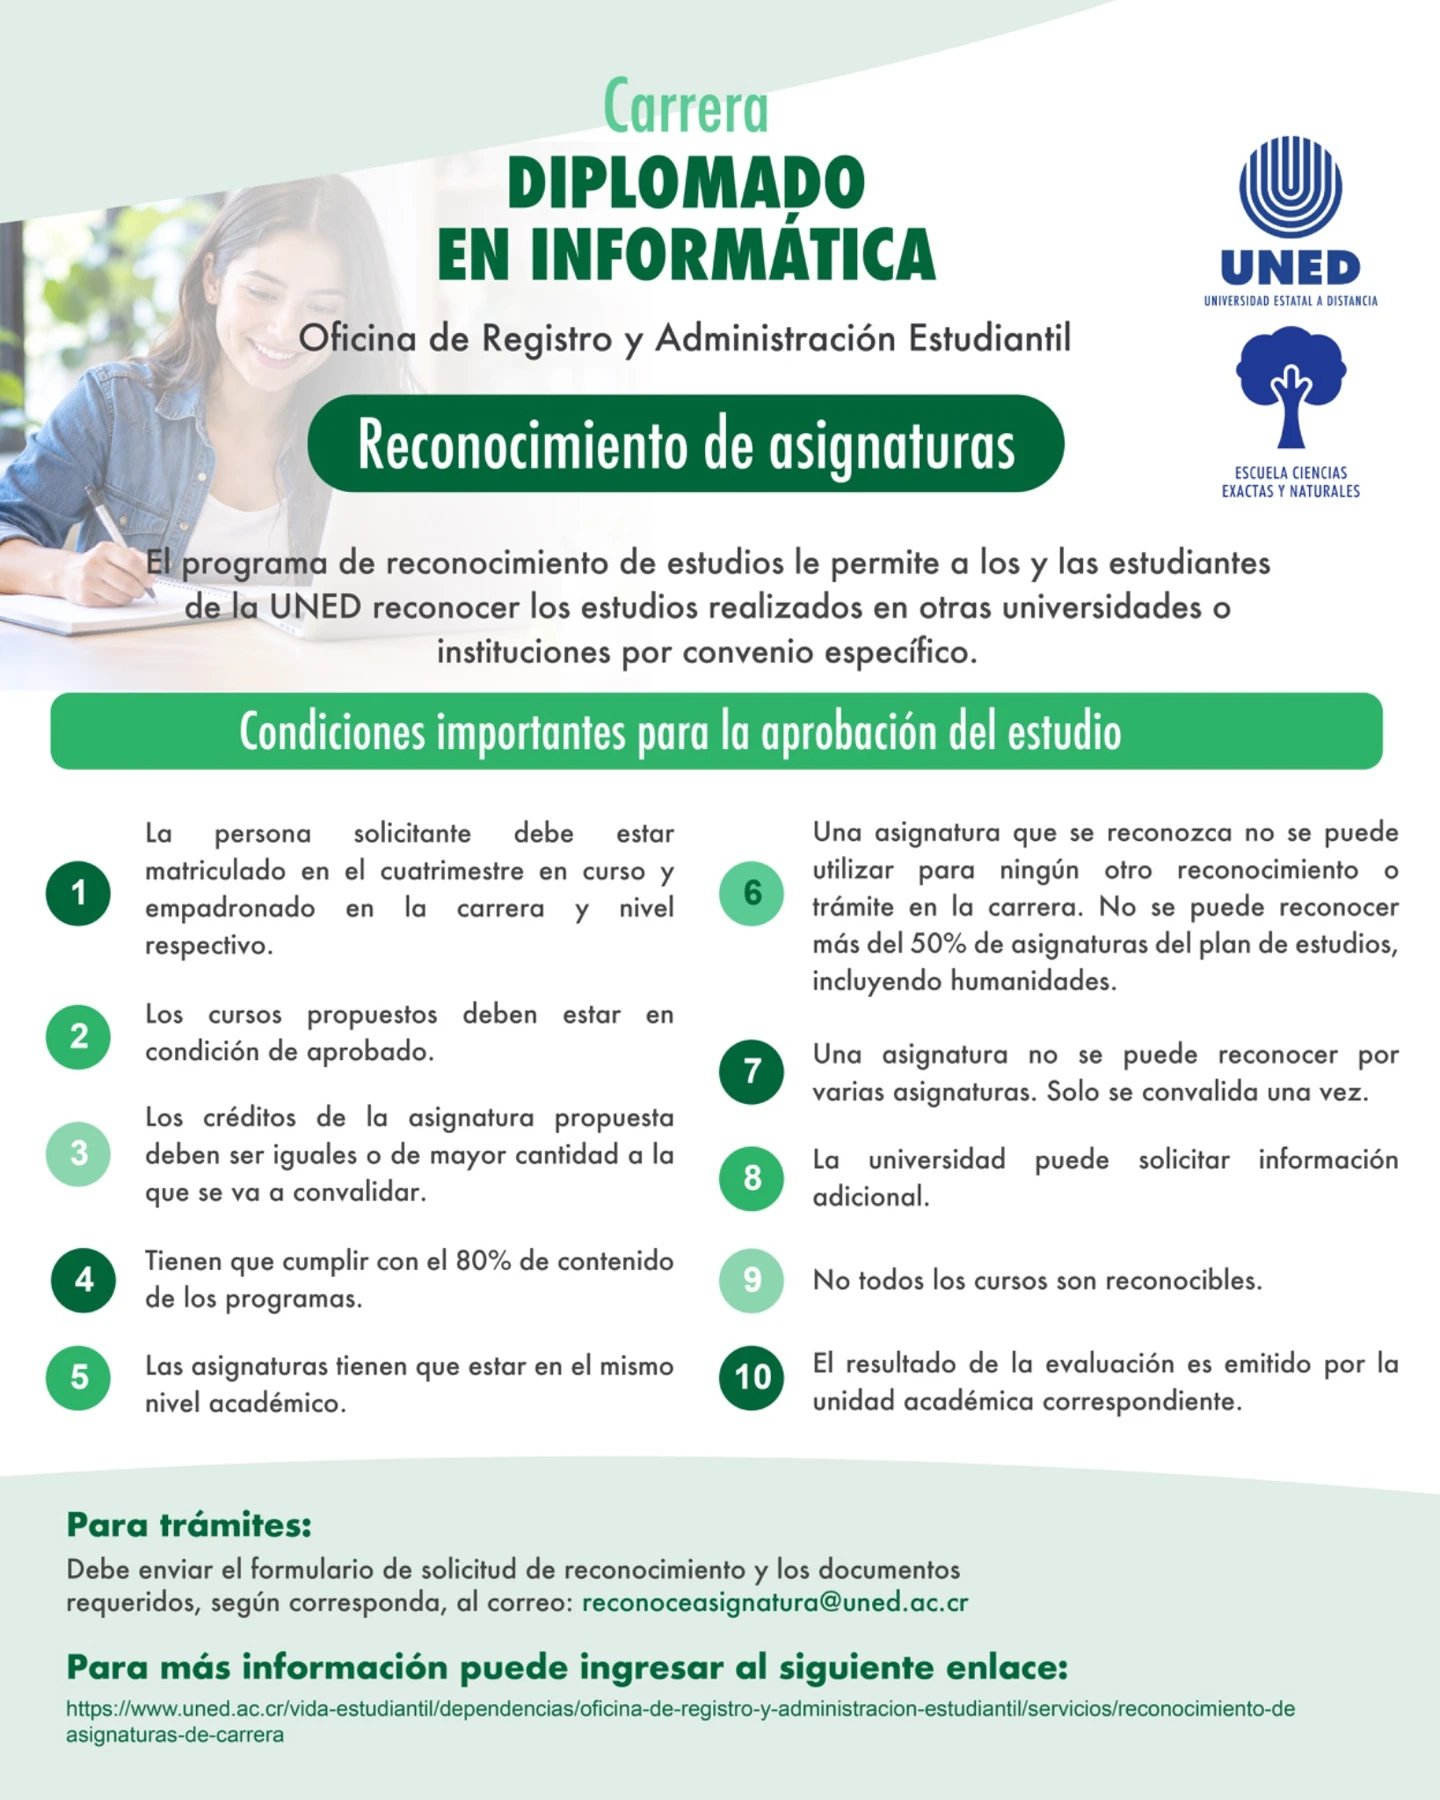 Carrera
DIPLOMADO
EN INFORMÁTICA
Oficina de Registro y Administración Estudiantil
Reconocimiento de asignaturas
UNED
UNIVERSIDAD ESTATAL A DISTANCIA
ESCUELA CIENCIAS
EXACTAS Y NATURALES
El programa de reconocimiento de estudios le permite a los y las estudiantes
de la UNED reconocer los estudios realizados en otras universidades o
instituciones por convenio específico.
Condiciones importantes para la aprobación del estudio
1
La persona solicitante debe estar
matriculado en el cuatrimestre en curso y
empadronado en la carrera y nivel
respectivo.
2
Los cursos propuestos deben estar en
condición de aprobado.
3
Los créditos de la asignatura propuesta
deben ser iguales o de mayor cantidad a la
que se va a convalidar.
4
Tienen que cumplir con el 80% de contenido
de los programas.
5
Las asignaturas tienen que estar en el mismo
nivel académico.
6
Una asignatura que se reconozca no se puede
utilizar para ningún otro reconocimiento o
trámite en la carrera. No se puede reconocer
más del 50% de asignaturas del plan de estudios,
incluyendo humanidades.
7
Una asignatura no se puede reconocer por
varias asignaturas. Solo se convalida una vez.
8
La universidad puede solicitar información
adicional.
9
No todos los cursos son reconocibles.
10
El resultado de la evaluación es emitido por la
unidad académica correspondiente.
Para trámites:
Debe enviar el formulario de solicitud de reconocimiento y los documentos
requeridos, según corresponda, al correo: reconoceasignatura@uned.ac.cr
Para más información puede ingresar al siguiente enlace:
https://www.uned.ac.cr/vida-estudiantil/dependencias/oficina-de-registro-y-administracion-estudiantil/servicios/reconocimiento-de
asignaturas-de-carrera